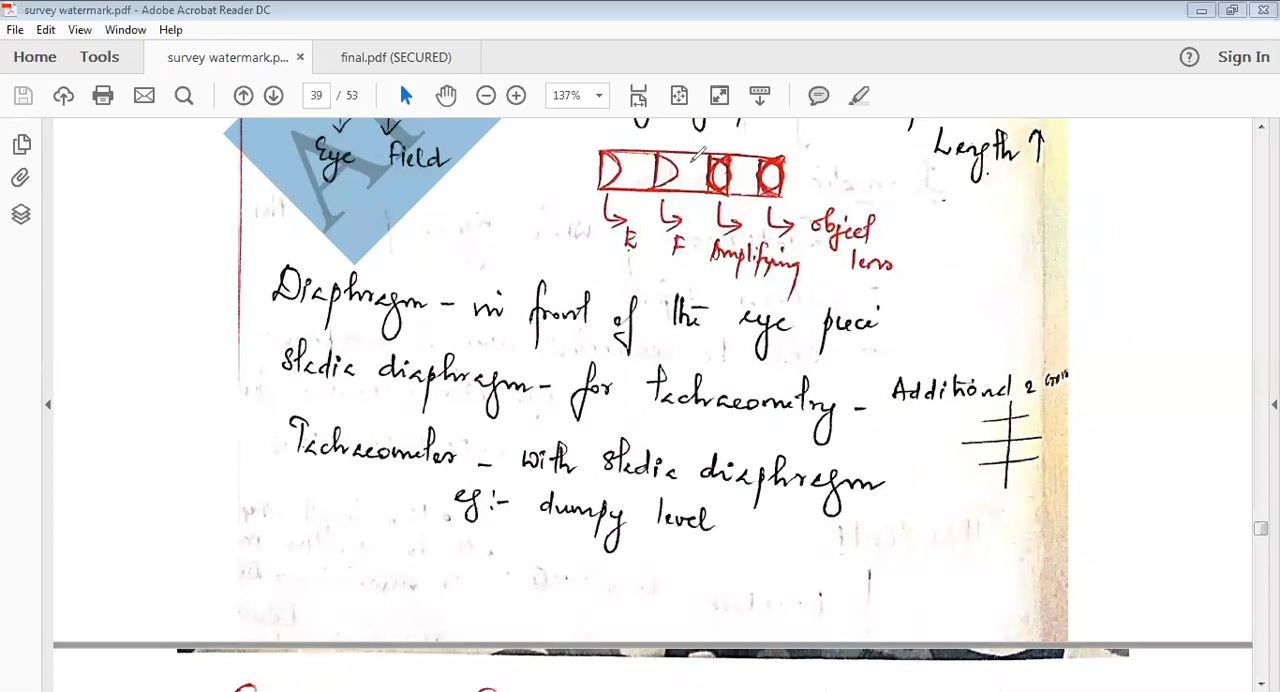 survey watermark.pdf - Adobe Acrobat Reader DC
File Edit View Window Help
Home Tools survey watermark.p... × final.pdf (SECURED) ? Sign In
39 / 53 137%
Eye Field
Length ↑
E F Amplifying object lens
Diaphragm - in front of the eye piece
Stadia diaphragm - for tachaeometry - Additional 2
Tachaeometer - with stadia diaphragm
eg :- dumpy level